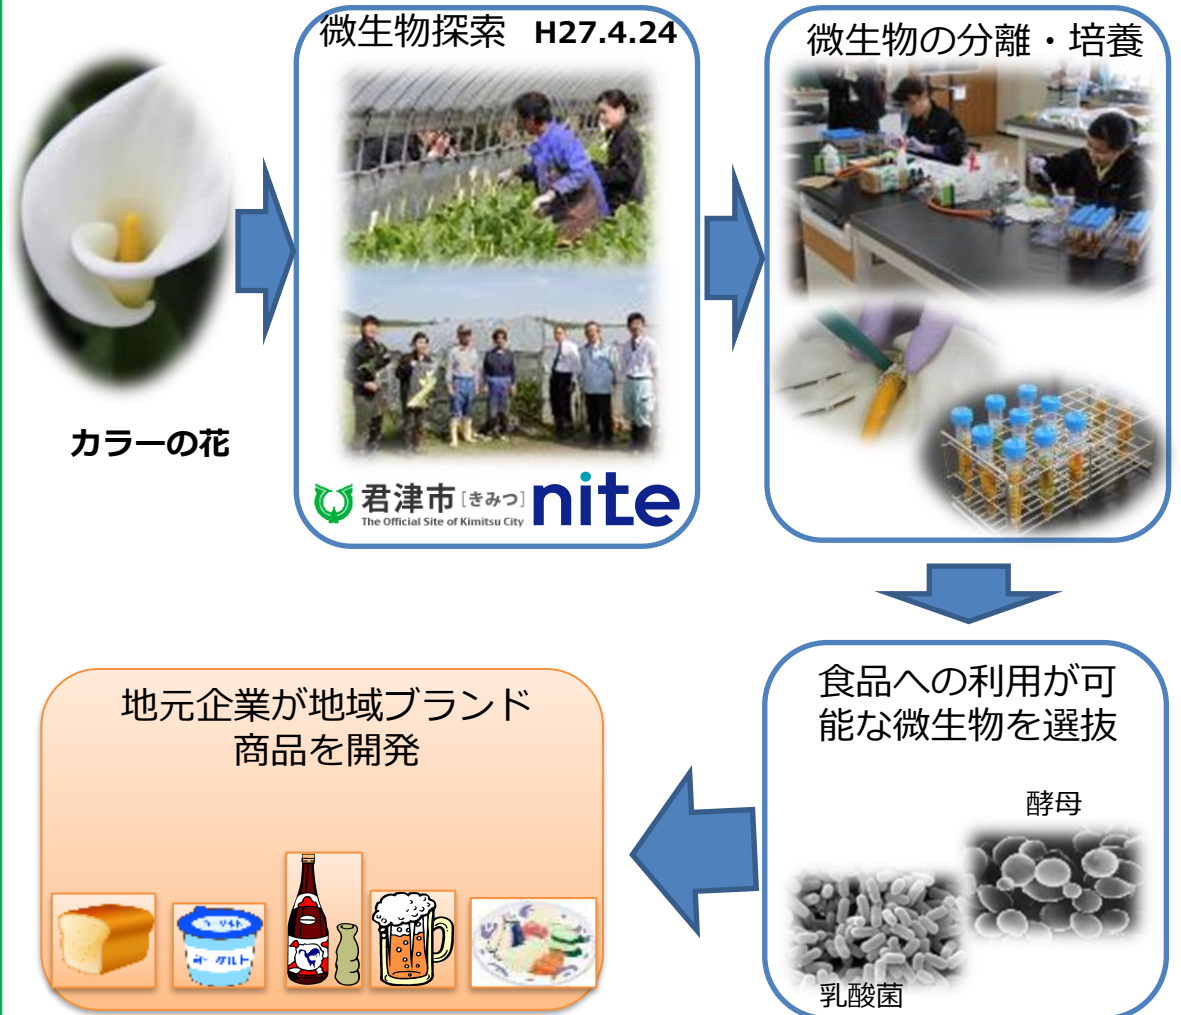 微生物探索 H27.4.24
微生物の分離・培養
カラーの花
君津市[きみつ]
The Official Site of Kimitsu City
nite
食品への利用が可
能な微生物を選抜
酵母
乳酸菌
地元企業が地域ブランド
商品を開発